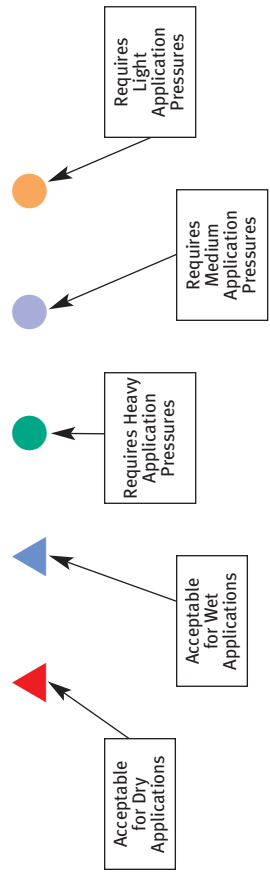 Acceptable
for Dry
Applications
Acceptable
for Wet
Applications
Requires Heavy
Application
Pressures
Requires
Medium
Application
Pressures
Requires
Light
Application
Pressures